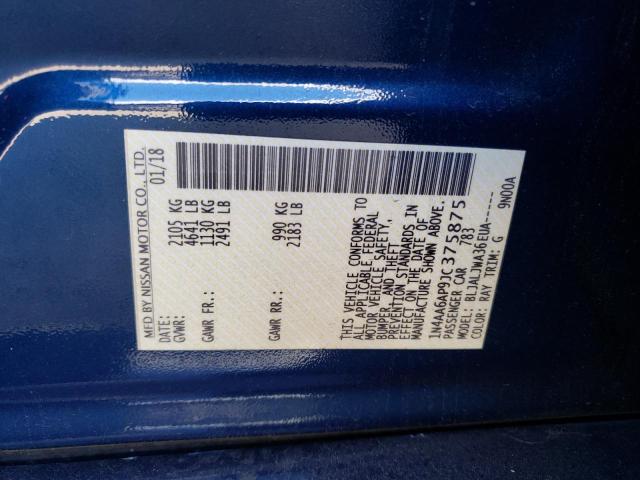 MFD BY NISSAN MOTOR CO., LTD.
DATE: 01/18
GVWR: 2105 KG
4641 LB
GAWR FR: 1130 KG
2491 LB
GAWR RR: 990 KG
2183 LB
THIS VEHICLE CONFORMS TO
ALL APPLICABLE FEDERAL
MOTOR VEHICLE SAFETY,
BUMPER, AND THEFT
PREVENTION STANDARDS IN
EFFECT ON THE DATE OF
MANUFACTURE SHOWN ABOVE.
1N4AA6AP9JC375875
PASSENGER CAR 783
MODEL: BLJALJWA36EUA----
COLOR: RAY TRIM: G 9N00A